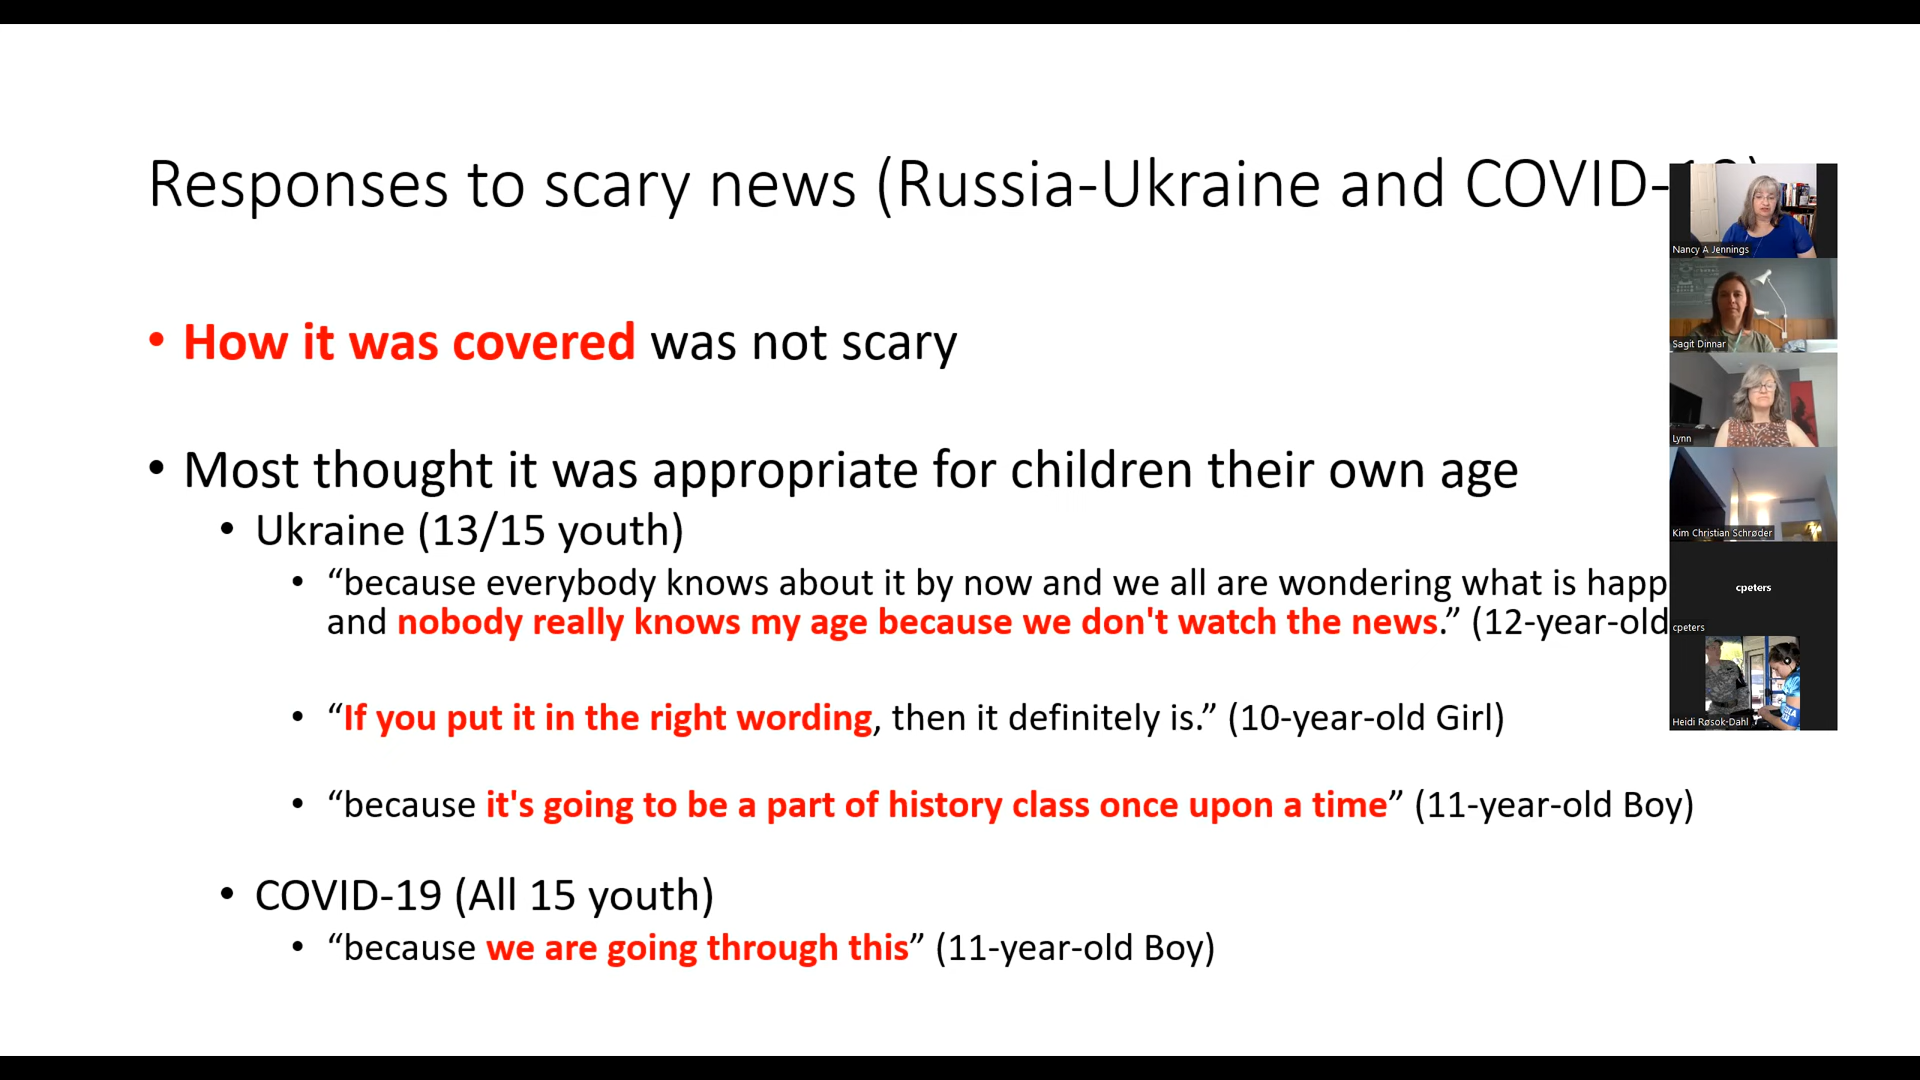 Responses to scary news (Russia-Ukraine and COVID-
• How it was covered was not scary
• Most thought it was appropriate for children their own age
• Ukraine (13/15 youth)
• “because everybody knows about it by now and we all are wondering what is happ
and nobody really knows my age because we don't watch the news.” (12-year-old
• “If you put it in the right wording, then it definitely is.” (10-year-old Girl)
• “because it's going to be a part of history class once upon a time” (11-year-old Boy)
• COVID-19 (All 15 youth)
• “because we are going through this” (11-year-old Boy)
Nancy A Jennings
Sagit Dinnar
Lynn
Kim Christian Schrøder
cpeters
cpeters
Heidi Røsok-Dahl